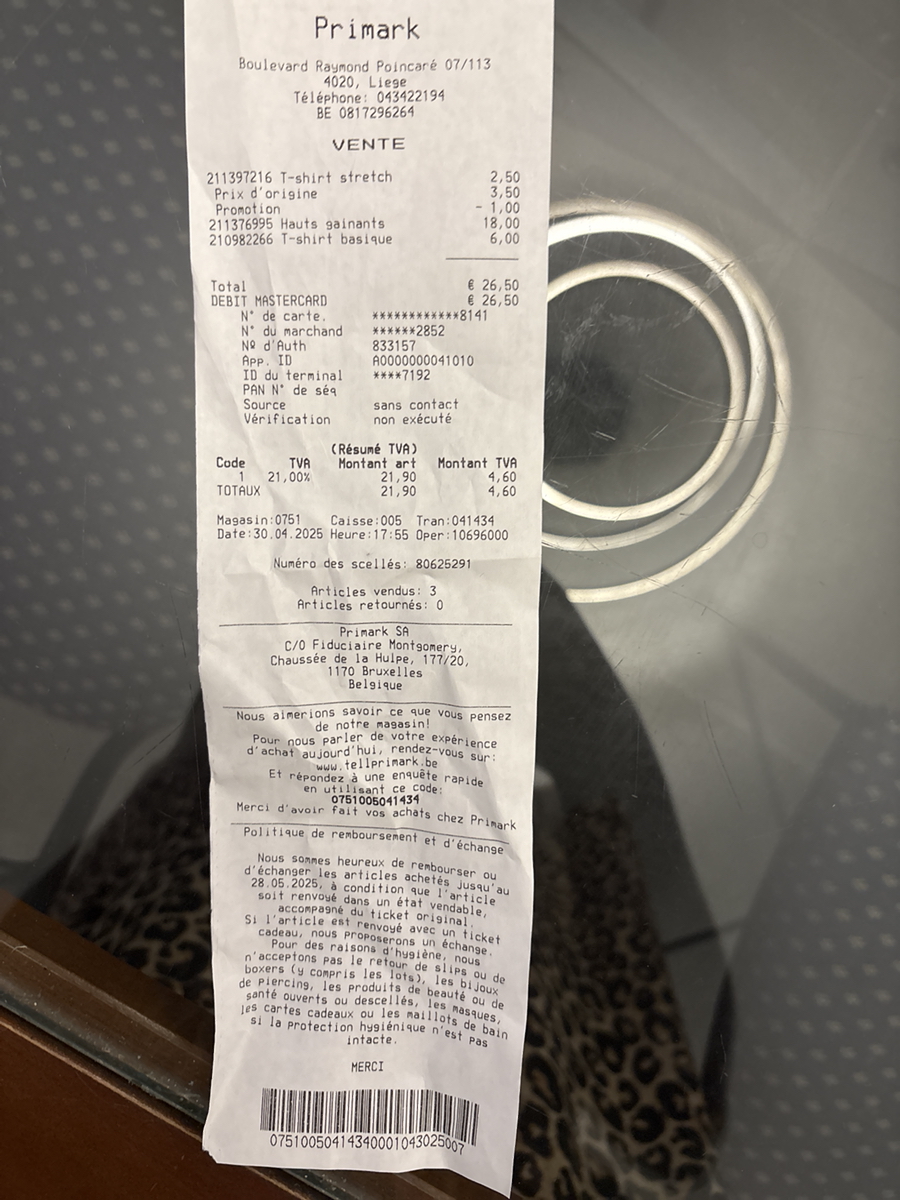 Primark
Boulevard Raymond Poincaré 07/113
4020, Liege
Téléphone: 043422194
BE 0817296264
VENTE
211397216 T-shirt stretch 2,50
Prix d'origine 3,50
Promotion - 1,00
211376995 Hauts gainants 18,00
210982266 T-shirt basique 6,00
Total € 26,50
DEBIT MASTERCARD € 26,50
N° de carte. ************8141
N° du marchand ******2852
Nº d'Auth 833157
App. ID A0000000041010
ID du terminal ****7192
PAN N° de séq
Source sans contact
Vérification non exécuté
(Résumé TVA)
Code TVA Montant art Montant TVA
1 21,00% 21,90 4,60
TOTAUX 21,90 4,60
Magasin:0751 Caisse:005 Tran:041434
Date:30.04.2025 Heure:17:55 Oper:10696000
Numéro des scellés: 80625291
Articles vendus: 3
Articles retournés: 0
Primark SA
C/O Fiduciaire Montgomery,
Chaussée de la Hulpe, 177/20,
1170 Bruxelles
Belgique
Nous aimerions savoir ce que vous pensez
de notre magasin!
Pour nous parler de votre expérience
d'achat aujourd'hui, rendez-vous sur:
www.tellprimark.be
Et répondez à une enquête rapide
en utilisant ce code:
0751005041434
Merci d'avoir fait vos achats chez Primark
Politique de remboursement et d'échange
Nous sommes heureux de rembourser ou
d'échanger les articles achetés jusqu'au
28.05.2025, à condition que l'article
soit renvoyé dans un état vendable,
accompagné du ticket original.
Si l'article est renvoyé avec un ticket
cadeau, nous proposerons un échange.
Pour des raisons d'hygiène, nous
n'acceptons pas le retour de slips ou de
boxers (y compris les lots), les bijoux
de piercing, les produits de beauté ou de
santé ouverts ou descellés, les masques,
les cartes cadeaux ou les maillots de bain
si la protection hygiénique n'est pas
intacte.
MERCI
07510050414340001043025007